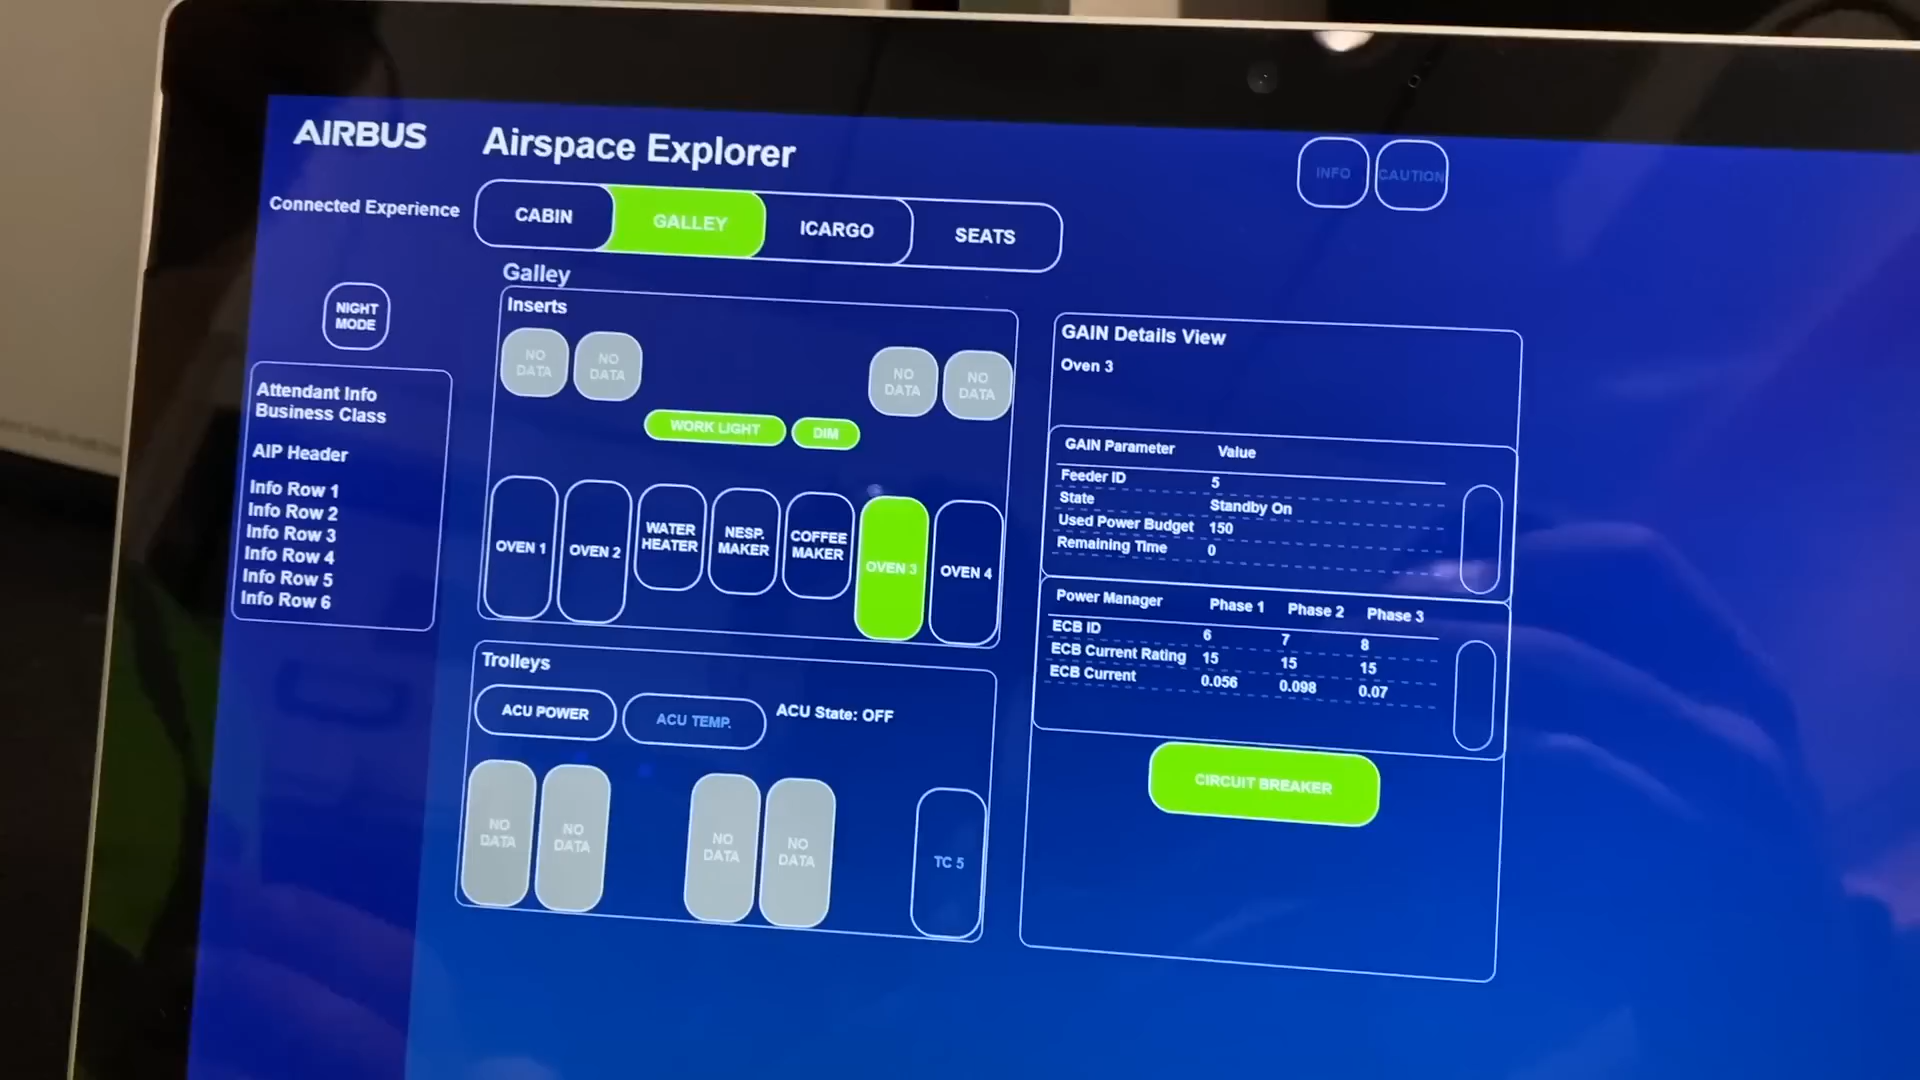 AIRBUS
Airspace Explorer
INFO
CAUTION
Connected Experience
CABIN
GALLEY
ICARGO
SEATS
NIGHT
MODE
Attendant Info
Business Class
AIP Header
Info Row 1
Info Row 2
Info Row 3
Info Row 4
Info Row 5
Info Row 6
Galley
Inserts
NO
DATA
NO
DATA
NO
DATA
NO
DATA
WORK LIGHT
DIM
OVEN 1
OVEN 2
WATER
HEATER
NESP.
MAKER
COFFEE
MAKER
OVEN 3
OVEN 4
Trolleys
ACU POWER
ACU TEMP.
ACU State: OFF
NO
DATA
NO
DATA
NO
DATA
NO
DATA
TC 5
GAIN Details View
Oven 3
GAIN Parameter Value
Feeder ID 5
State Standby On
Used Power Budget 150
Remaining Time 0
Power Manager Phase 1 Phase 2 Phase 3
ECB ID 6 7 8
ECB Current Rating 15 15 15
ECB Current 0.056 0.098 0.07
CIRCUIT BREAKER